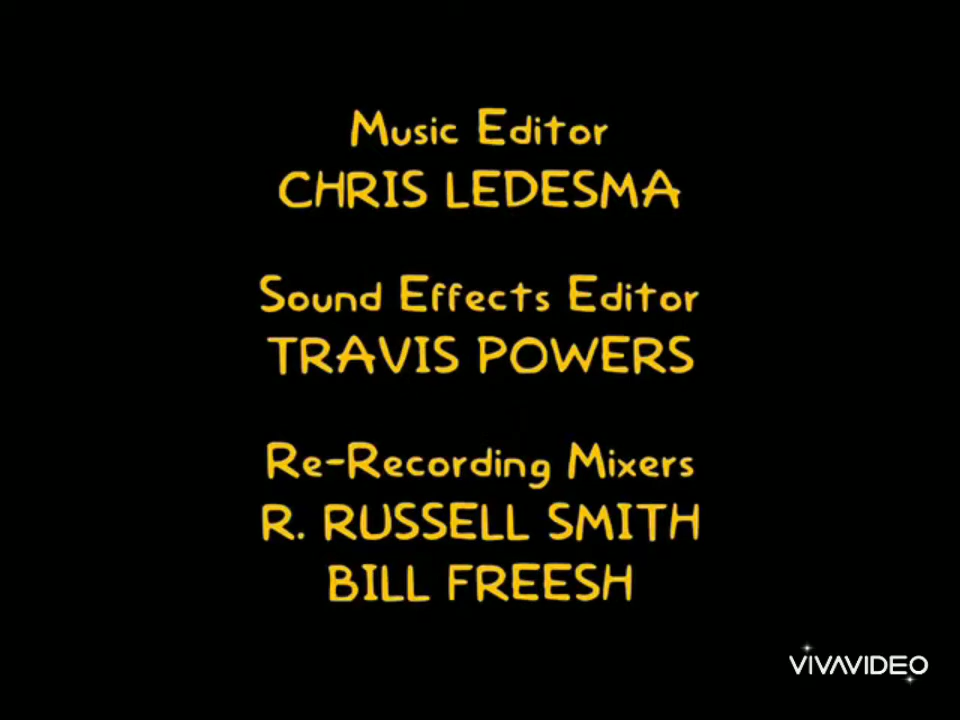 Music Editor
CHRIS LEDESMA
Sound Effects Editor
TRAVIS POWERS
Re-Recording Mixers
R. RUSSELL SMITH
BILL FREESH
VIVAVIDEO